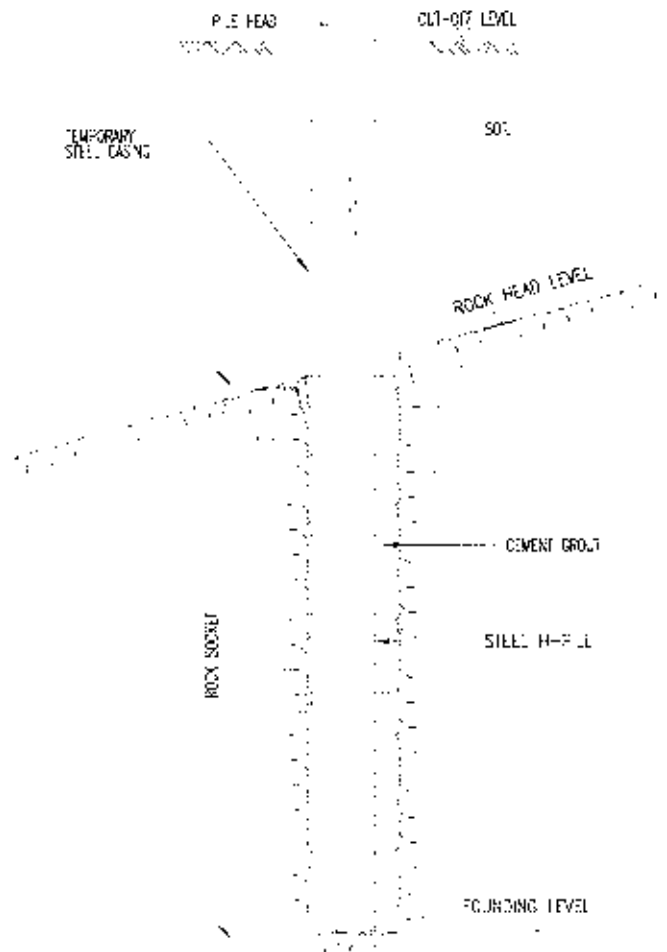 PILE HEAD
CUT-OFF LEVEL
TEMPORARY
STEEL CASING
SOIL
ROCK HEAD LEVEL
CEMENT GROUT
ROCK SOCKET
STEEL H-PILE
FOUNDING LEVEL